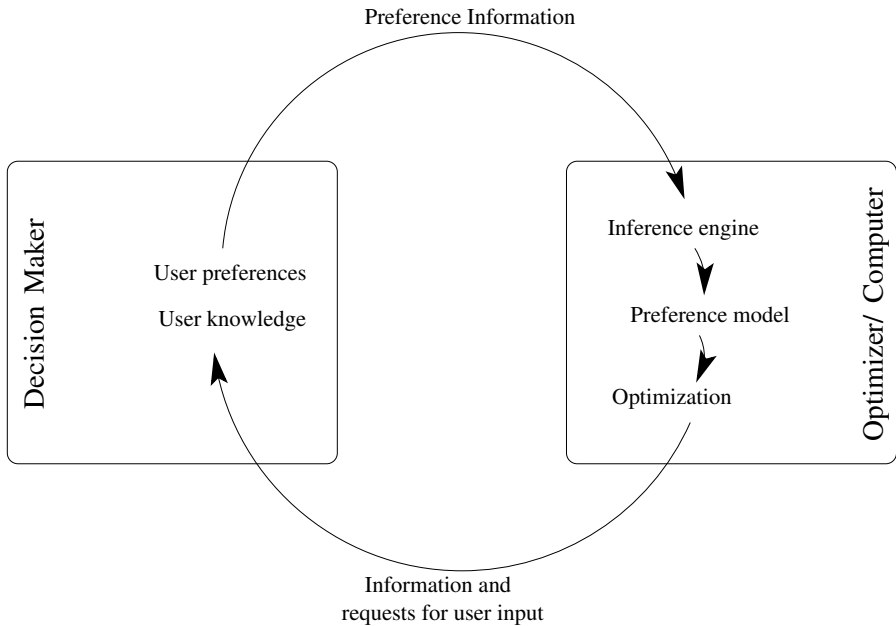 Preference Information
Decision Maker
User preferences
User knowledge
Inference engine
Preference model
Optimization
Optimizer/ Computer
Information and
requests for user input